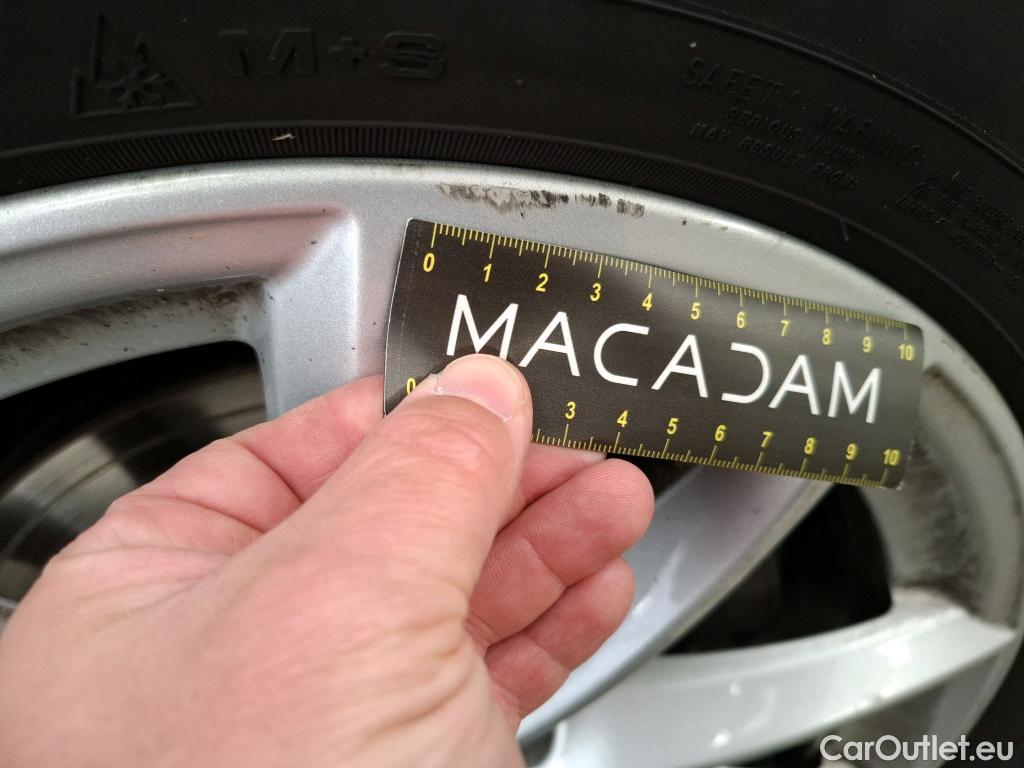 M+S
SAFETY WARNING
SERIOUS INJURY
MAY RESULT FROM:
0 1 2 3 4 5 6 7 8 9 10
MACADAM
0 3 4 5 6 7 8 9 10
CarOutlet.eu